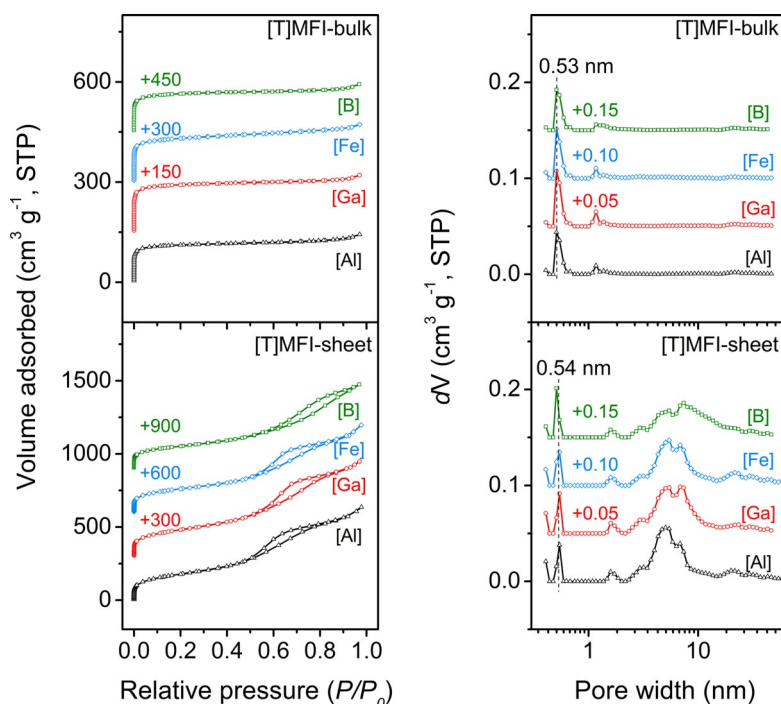 [T]MFI-bulk
600
300
0
+450
[B]
+300
[Fe]
+150
[Ga]
[Al]
[T]MFI-sheet
1500
1000
500
0
+900
[B]
+600
[Fe]
+300
[Ga]
[Al]
0.0 0.2 0.4 0.6 0.8 1.0
Volume adsorbed (cm³ g⁻¹, STP)
Relative pressure (P/P₀)
[T]MFI-bulk
0.53 nm
0.2
0.1
0.0
+0.15
[B]
+0.10
[Fe]
+0.05
[Ga]
[Al]
[T]MFI-sheet
0.54 nm
0.2
0.1
0.0
+0.15
[B]
+0.10
[Fe]
+0.05
[Ga]
[Al]
1 10
dV (cm³ g⁻¹, STP)
Pore width (nm)